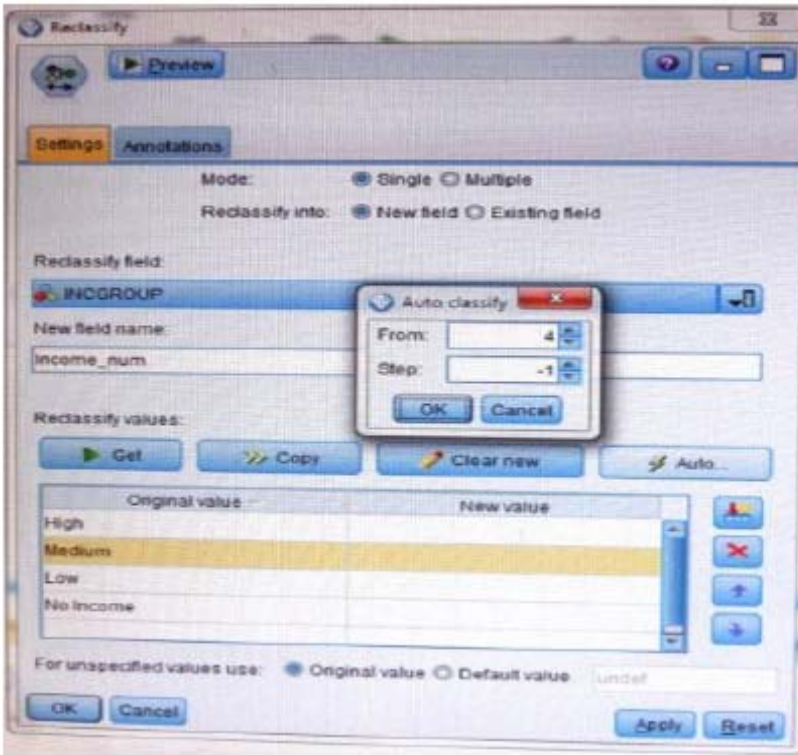 Reclassify
Preview
Settings Annotations
Mode: Single Multiple
Reclassify into: New field Existing field
Reclassify field:
INCGROUP
Auto classify
From: 4
Step: -1
OK Cancel
New field name:
Income_num
Reclassify values:
Get Copy Clear new Auto...
Original value New value
High
Medium
Low
No Income
For unspecified values use: Original value Default value undef
OK Cancel Apply Reset